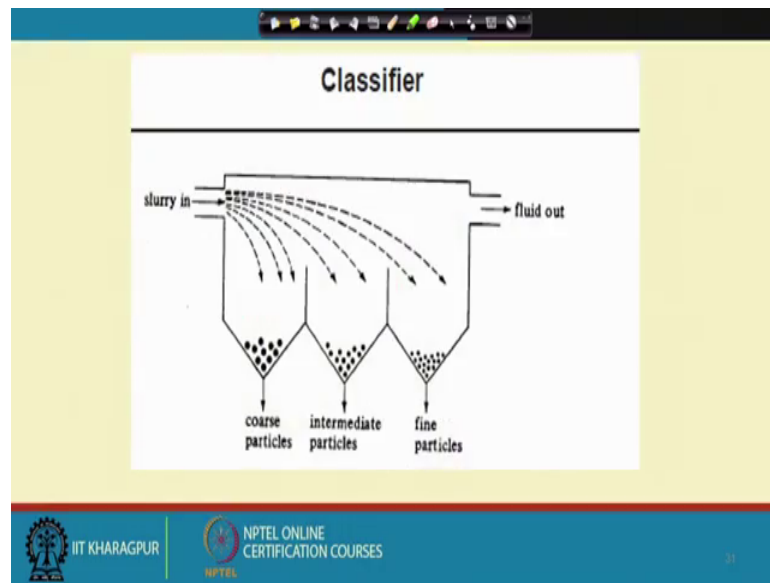 Classifier
slurry in
fluid out
coarse
particles
intermediate
particles
fine
particles
IIT KHARAGPUR
NPTEL
NPTEL ONLINE
CERTIFICATION COURSES
31